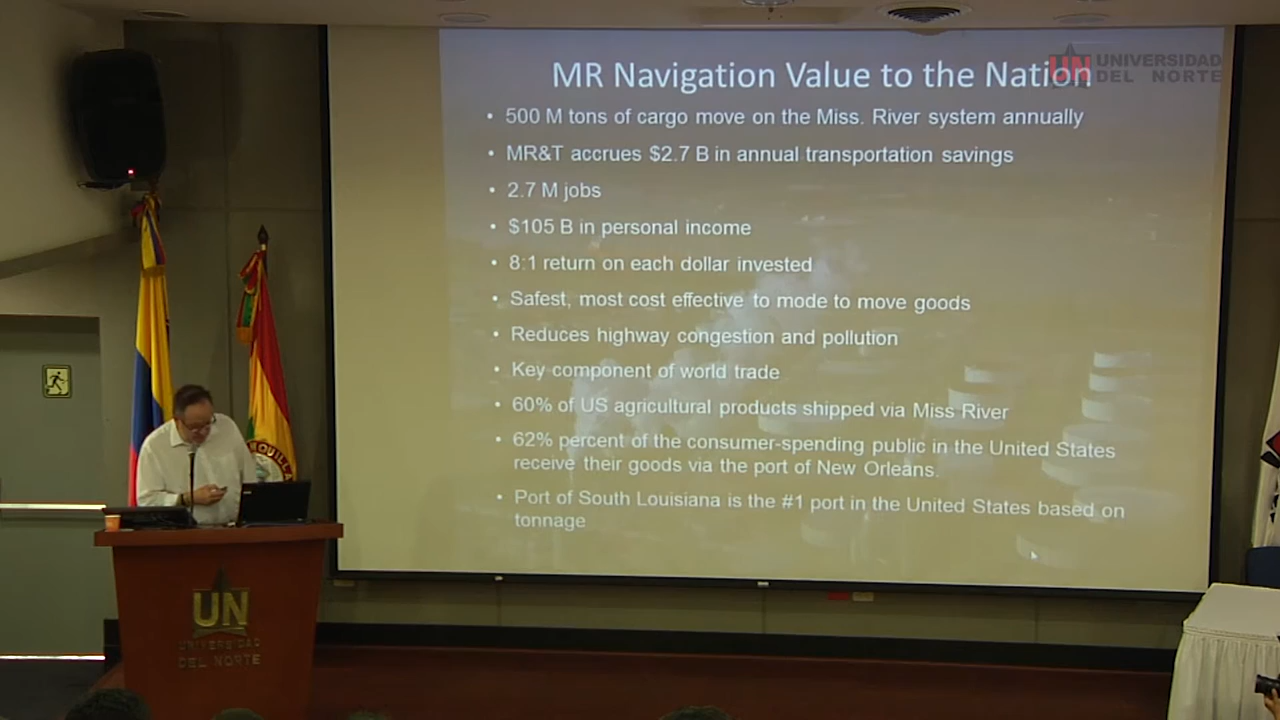 MR Navigation Value to the Nation
UNIVERSIDAD
DEL NORTE
• 500 M tons of cargo move on the Miss. River system annually
• MR&T accrues $2.7 B in annual transportation savings
• 2.7 M jobs
• $105 B in personal income
• 8:1 return on each dollar invested
• Safest, most cost effective to mode to move goods
• Reduces highway congestion and pollution
• Key component of world trade
• 60% of US agricultural products shipped via Miss River
• 62% percent of the consumer-spending public in the United States
receive their goods via the port of New Orleans.
• Port of South Louisiana is the #1 port in the United States based on
tonnage
UN
UNIVERSIDAD
DEL NORTE